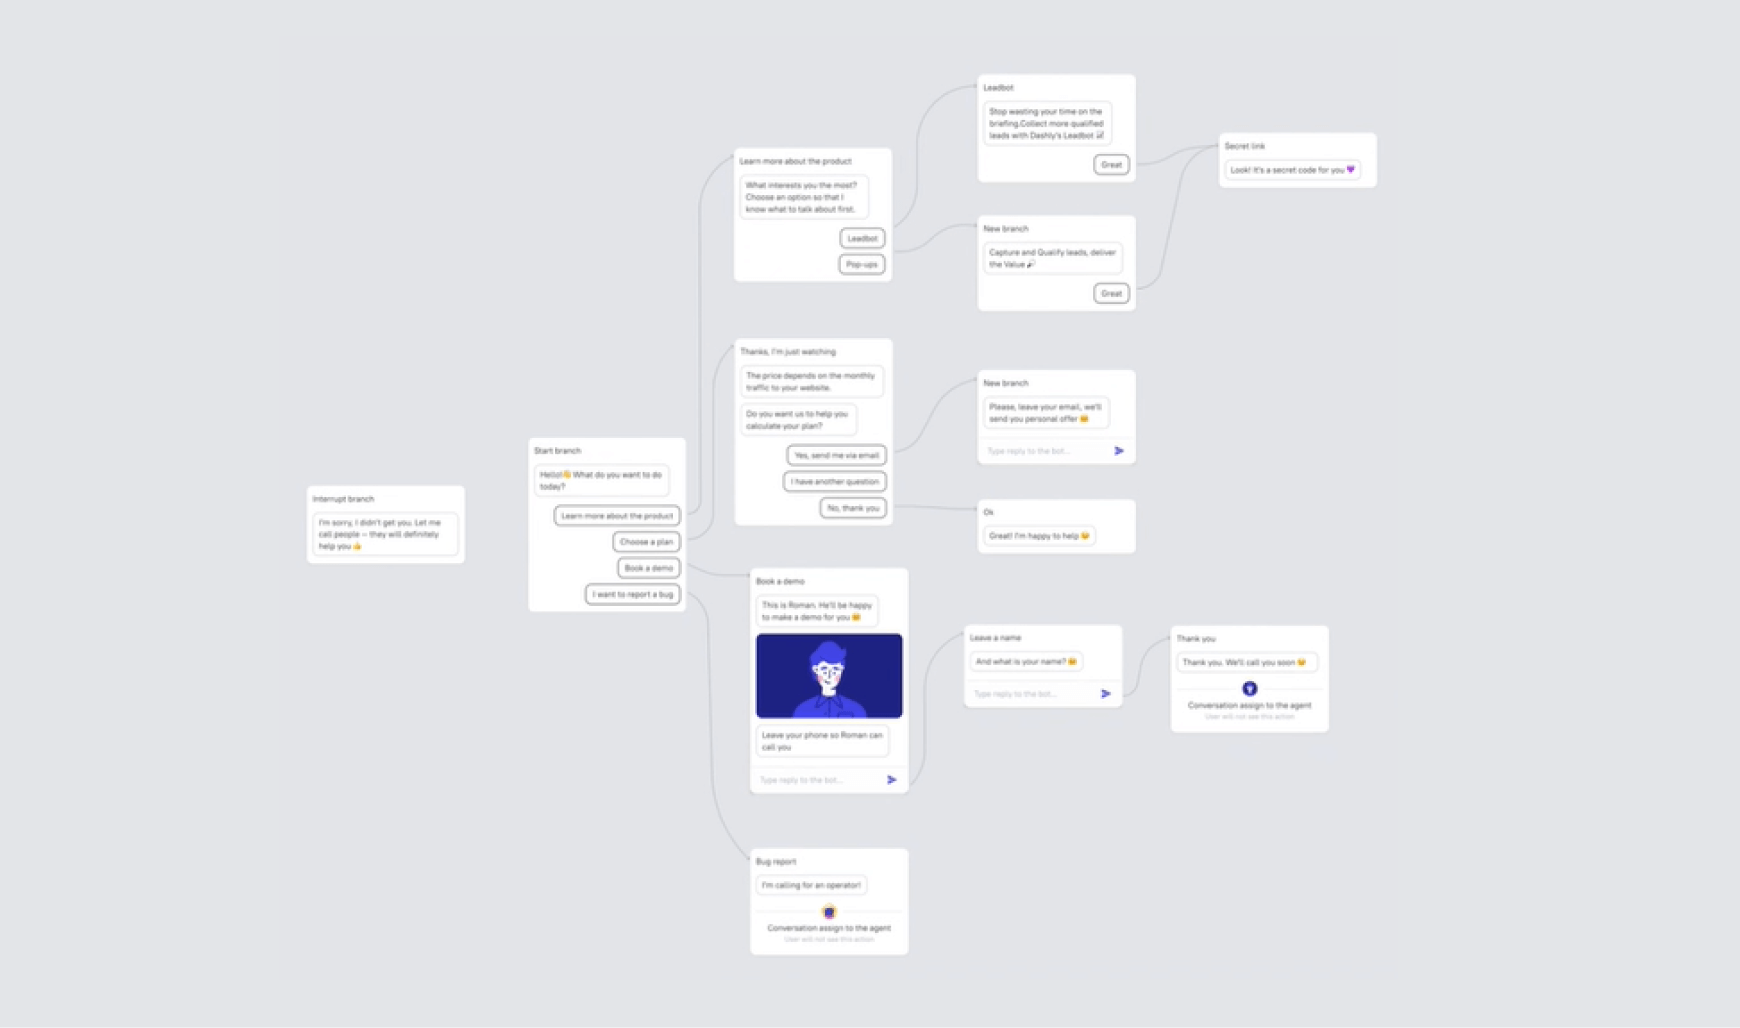 Interrupt branch
I'm sorry, I didn't get you. Let me
call people – they will definitely
help you
Start branch
Hello! What do you want to do
today?
Learn more about the product
Choose a plan
Book a demo
I want to report a bug
Learn more about the product
What interests you the most?
Choose an option so that I
know what to talk about first.
Leadbot
Pop-ups
Leadbot
Stop wasting your time on the
briefing.Collect more qualified
leads with Dashly's Leadbot
Great
New branch
Capture and Qualify leads, deliver
the Value
Great
Secret link
Look! It's a secret code for you
Thanks, I'm just watching
The price depends on the monthly
traffic to your website.
Do you want us to help you
calculate your plan?
Yes, send me via email
I have another question
No, thank you
New branch
Please, leave your email, we'll
send you personal offer
Type reply to the bot...
Ok
Great! I'm happy to help
Book a demo
This is Roman. He'll be happy
to make a demo for you
Leave your phone so Roman can
call you
Type reply to the bot...
Leave a name
And what is your name?
Type reply to the bot...
Thank you
Thank you. We'll call you soon
Conversation assign to the agent
User will not see this action
Bug report
I'm calling for an operator!
Conversation assign to the agent
User will not see this action